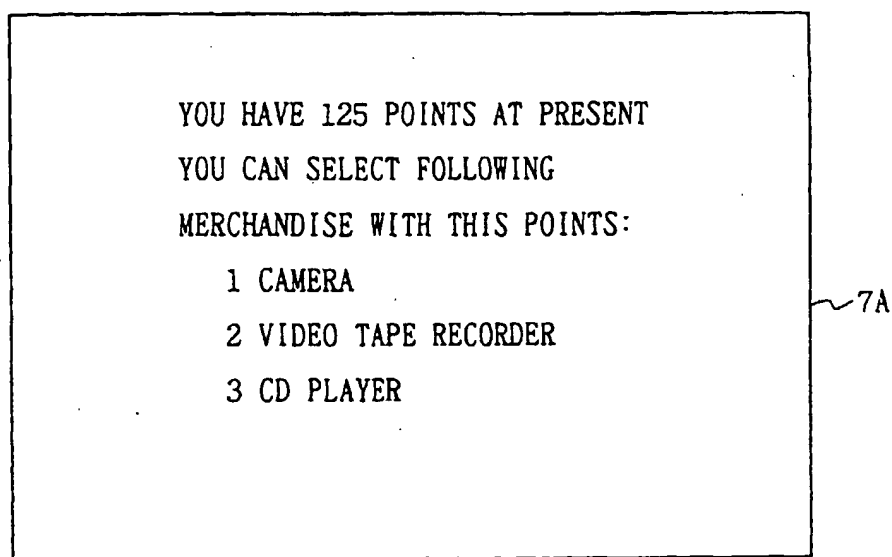 YOU HAVE 125 POINTS AT PRESENT
YOU CAN SELECT FOLLOWING
MERCHANDISE WITH THIS POINTS:
1 CAMERA
2 VIDEO TAPE RECORDER
3 CD PLAYER
7A